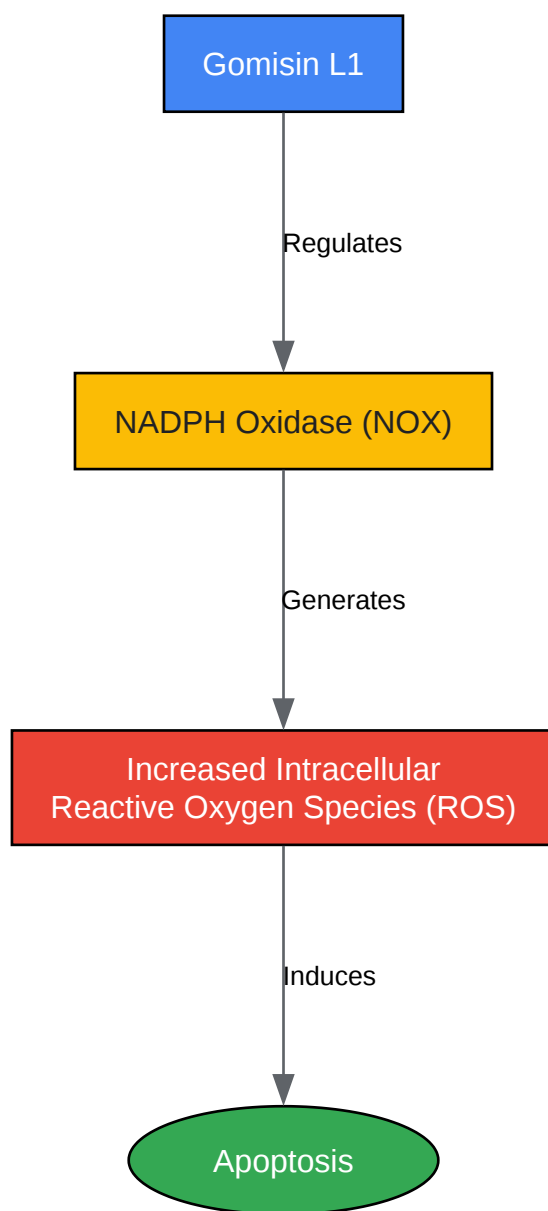 Gomisin L1
Regulates
NADPH Oxidase (NOX)
Generates
Increased Intracellular
Reactive Oxygen Species (ROS)
Induces
Apoptosis